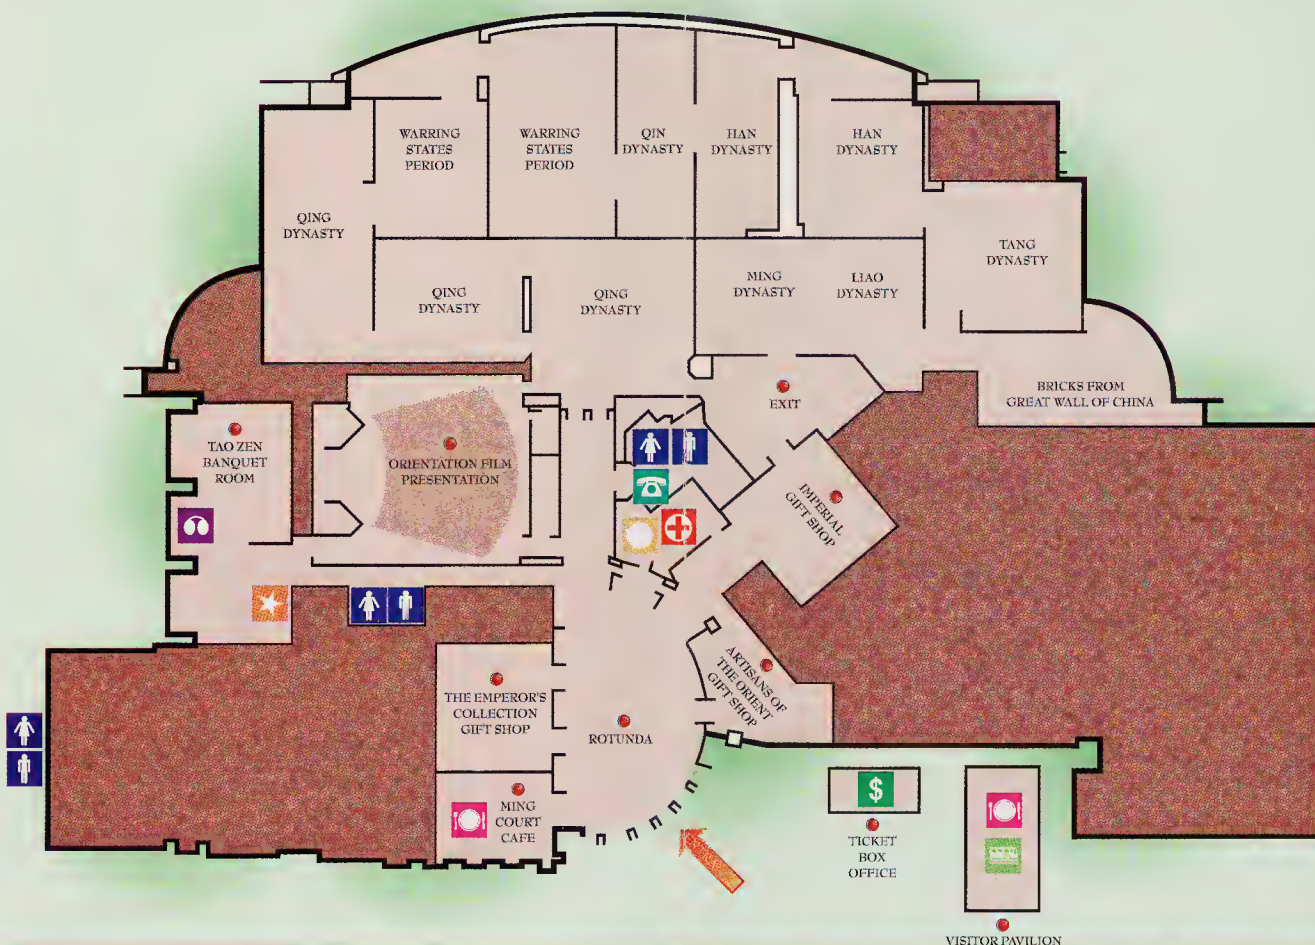 WARRING
STATES
PERIOD
WARRING
STATES
PERIOD
QIN
DYNASTY
HAN
DYNASTY
HAN
DYNASTY
QING
DYNASTY
TANG
DYNASTY
QING
DYNASTY
QING
DYNASTY
MING
DYNASTY
LIAO
DYNASTY
BRICKS FROM
GREAT WALL OF CHINA
EXIT
TAO ZEN
BANQUET
ROOM
ORIENTATION FILM
PRESENTATION
IMPERIAL
GIFT SHOP
ARTISANS OF
THE ORIENT
GIFT SHOP
THE EMPEROR'S
COLLECTION
GIFT SHOP
ROTUNDA
MING
COURT
CAFE
$
TICKET
BOX
OFFICE
VISITOR PAVILION